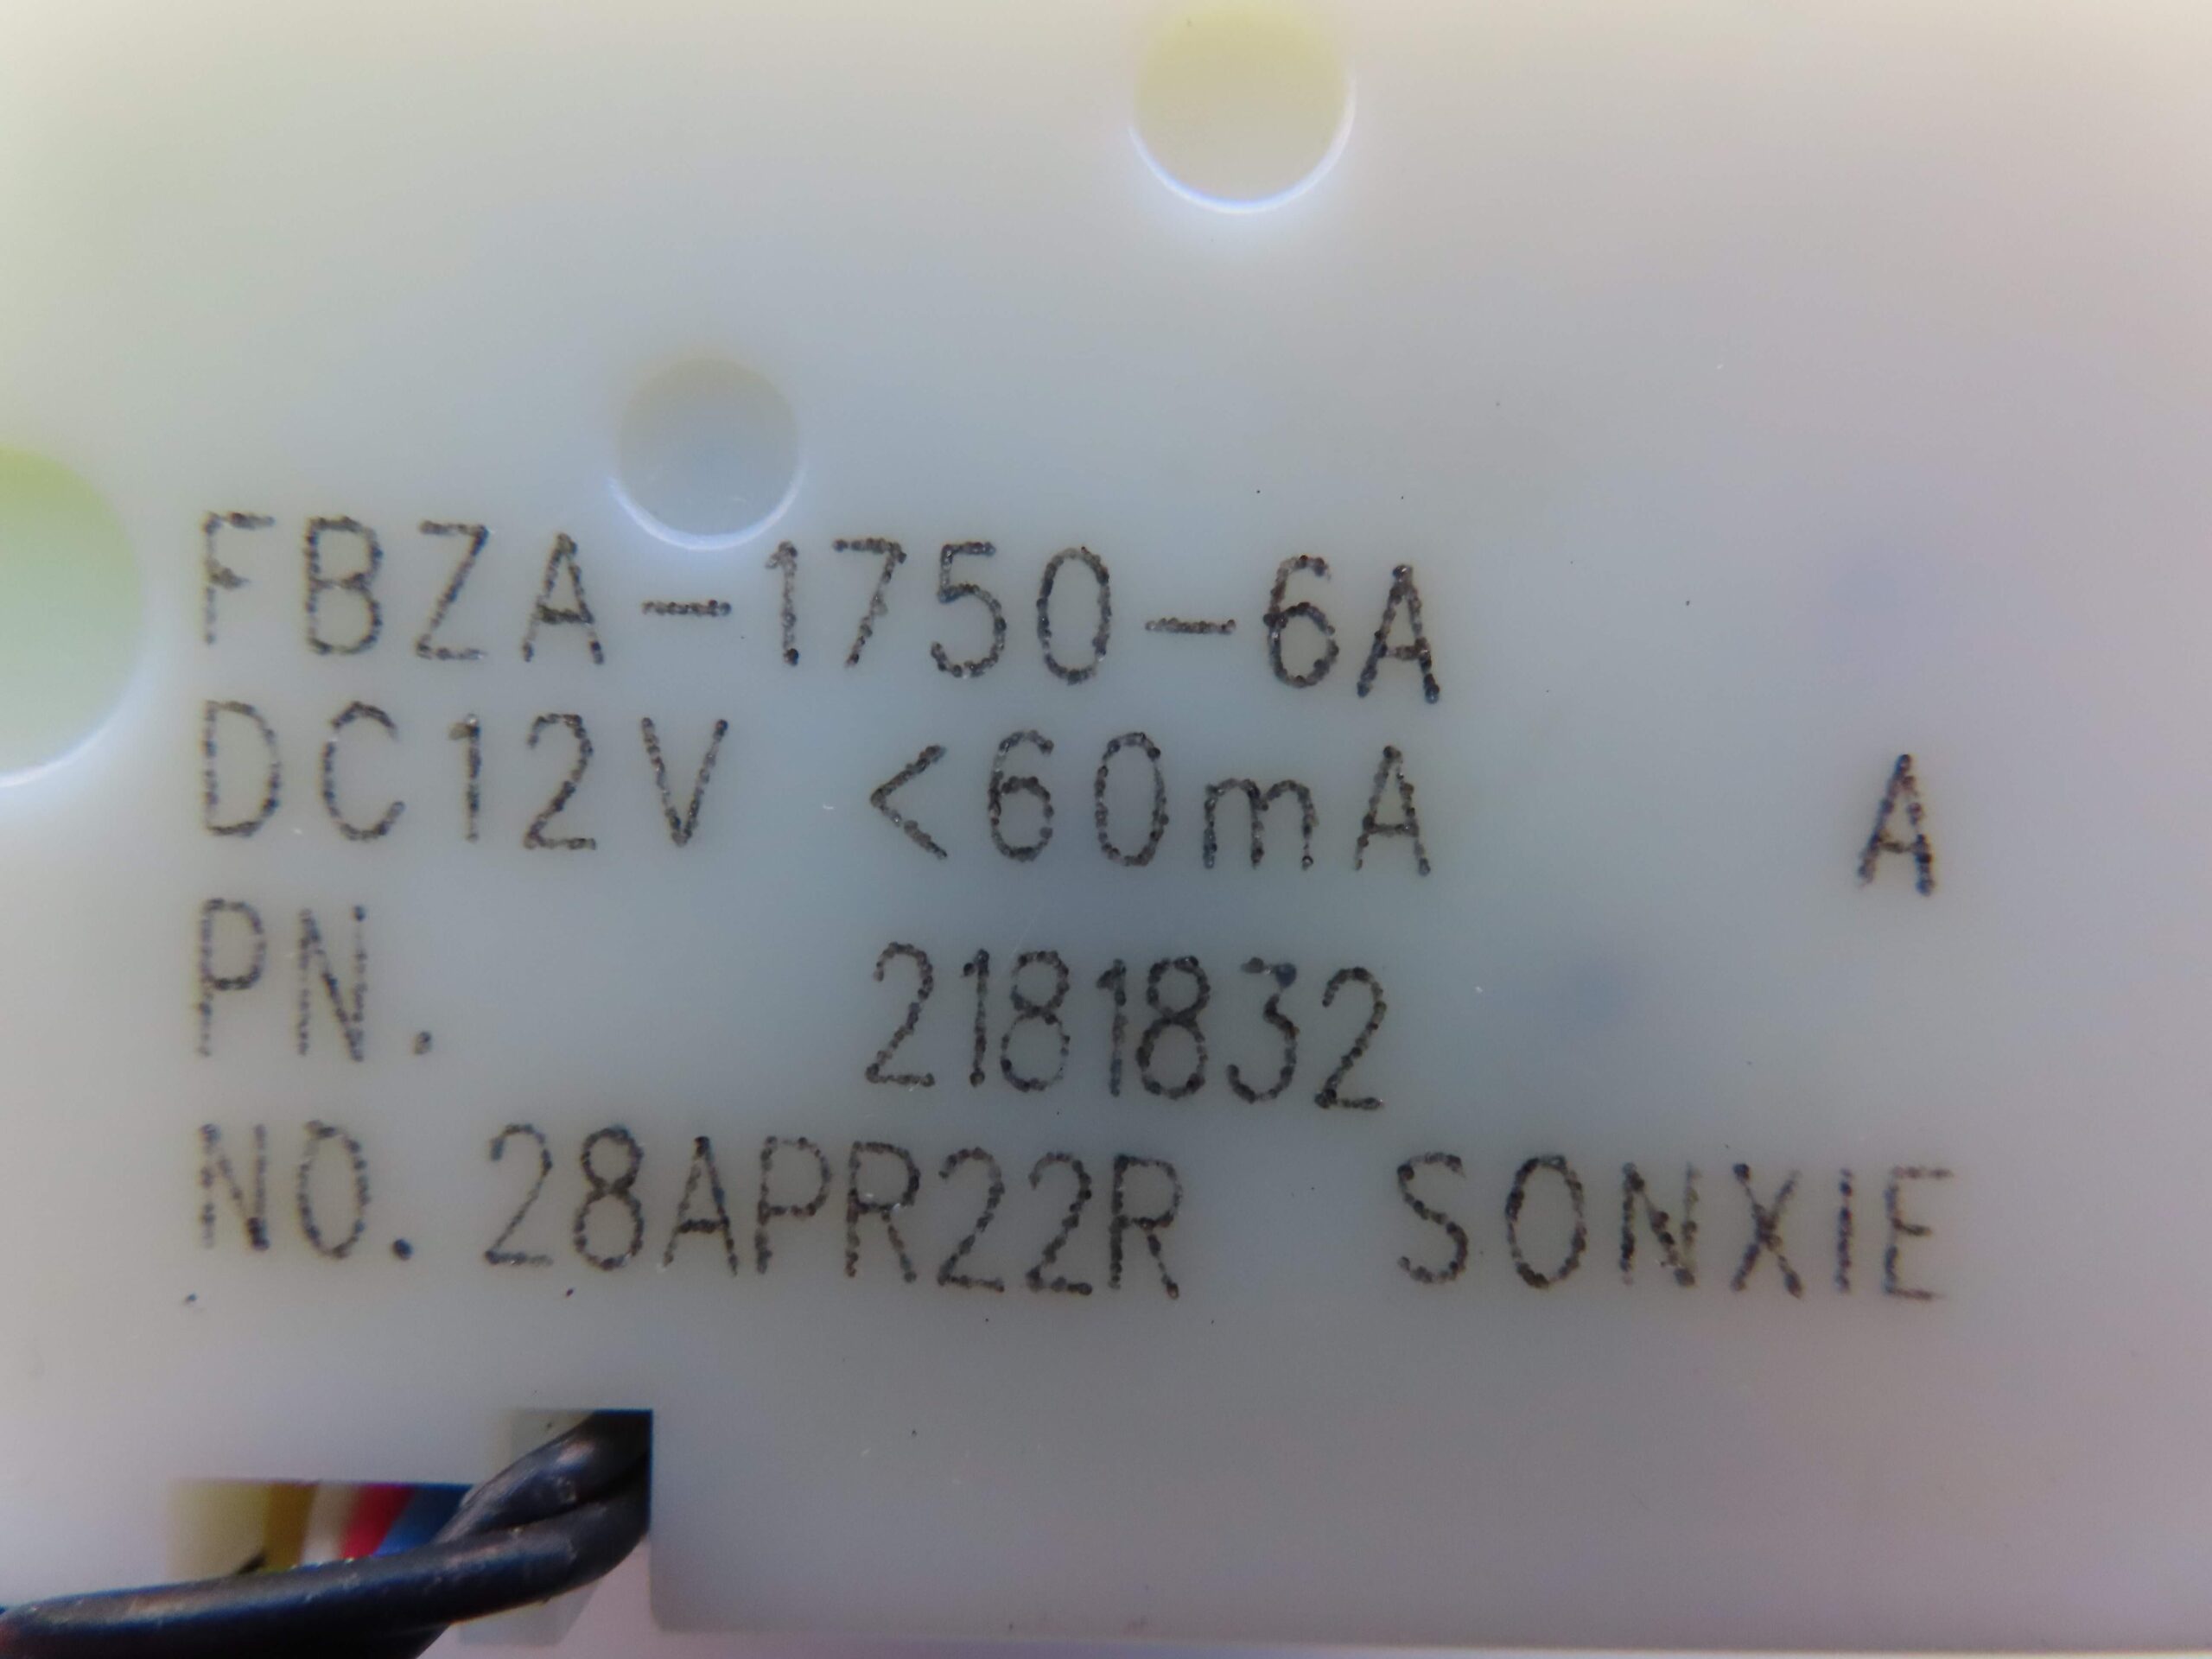 FBZA-1750-6A
DC12V <60mA A
PN. 2181832
NO. 28APR22R SONXIE